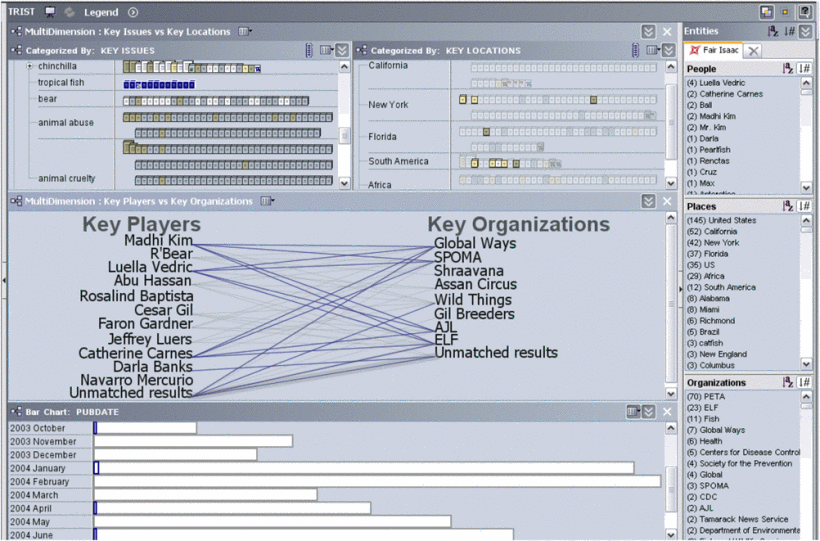 TRIST Legend
MultiDimension : Key Issues vs Key Locations
Categorized By: KEY ISSUES
chinchilla
tropical fish
bear
animal abuse
animal cruelty
Categorized By: KEY LOCATIONS
California
New York
Florida
South America
Africa
MultiDimension : Key Players vs Key Organizations
Key Players
Madhi Kim
R'Bear
Luella Vedric
Abu Hassan
Rosalind Baptista
Cesar Gil
Faron Gardner
Jeffrey Luers
Catherine Carnes
Darla Banks
Navarro Mercurio
Unmatched results
Key Organizations
Global Ways
SPOMA
Shraavana
Assan Circus
Wild Things
Gil Breeders
AJL
ELF
Unmatched results
Bar Chart: PUBDATE
2003 October
2003 November
2003 December
2004 January
2004 February
2004 March
2004 April
2004 May
2004 June
Entities
Fair Isaac
People
(4) Luella Vedric
(2) Catherine Carnes
(2) Ball
(2) Madhi Kim
(2) Mr. Kim
(1) Darla
(1) Pearlfish
(1) Renctas
(1) Cruz
(1) Max
Places
(145) United States
(52) California
(42) New York
(37) Florida
(35) US
(29) Africa
(12) South America
(8) Alabama
(8) Miami
(6) Richmond
(5) Brazil
(3) catfish
(3) New England
(3) Columbus
Organizations
(70) PETA
(23) ELF
(11) Fish
(7) Global Ways
(6) Health
(5) Centers for Disease Control
(4) Society for the Prevention
(4) Global
(3) SPOMA
(2) CDC
(2) AJL
(2) Tamarack News Service
(2) Department of Environmenta